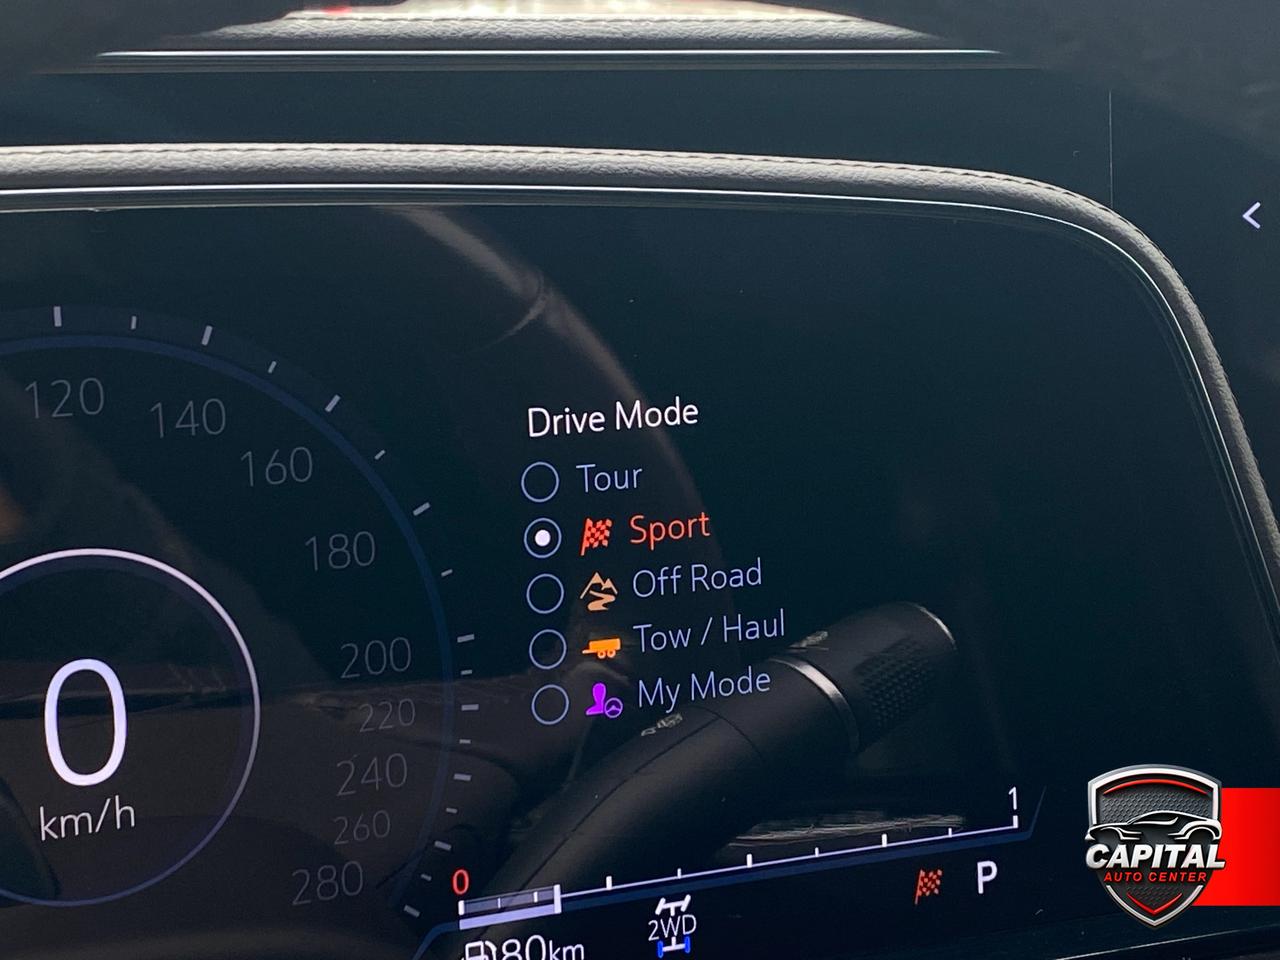 120
140
160
180
200
220
240
260
280
0
km/h
Drive Mode
Tour
Sport
Off Road
Tow / Haul
My Mode
0
1
P
80km
2WD
CAPITAL
AUTO CENTER